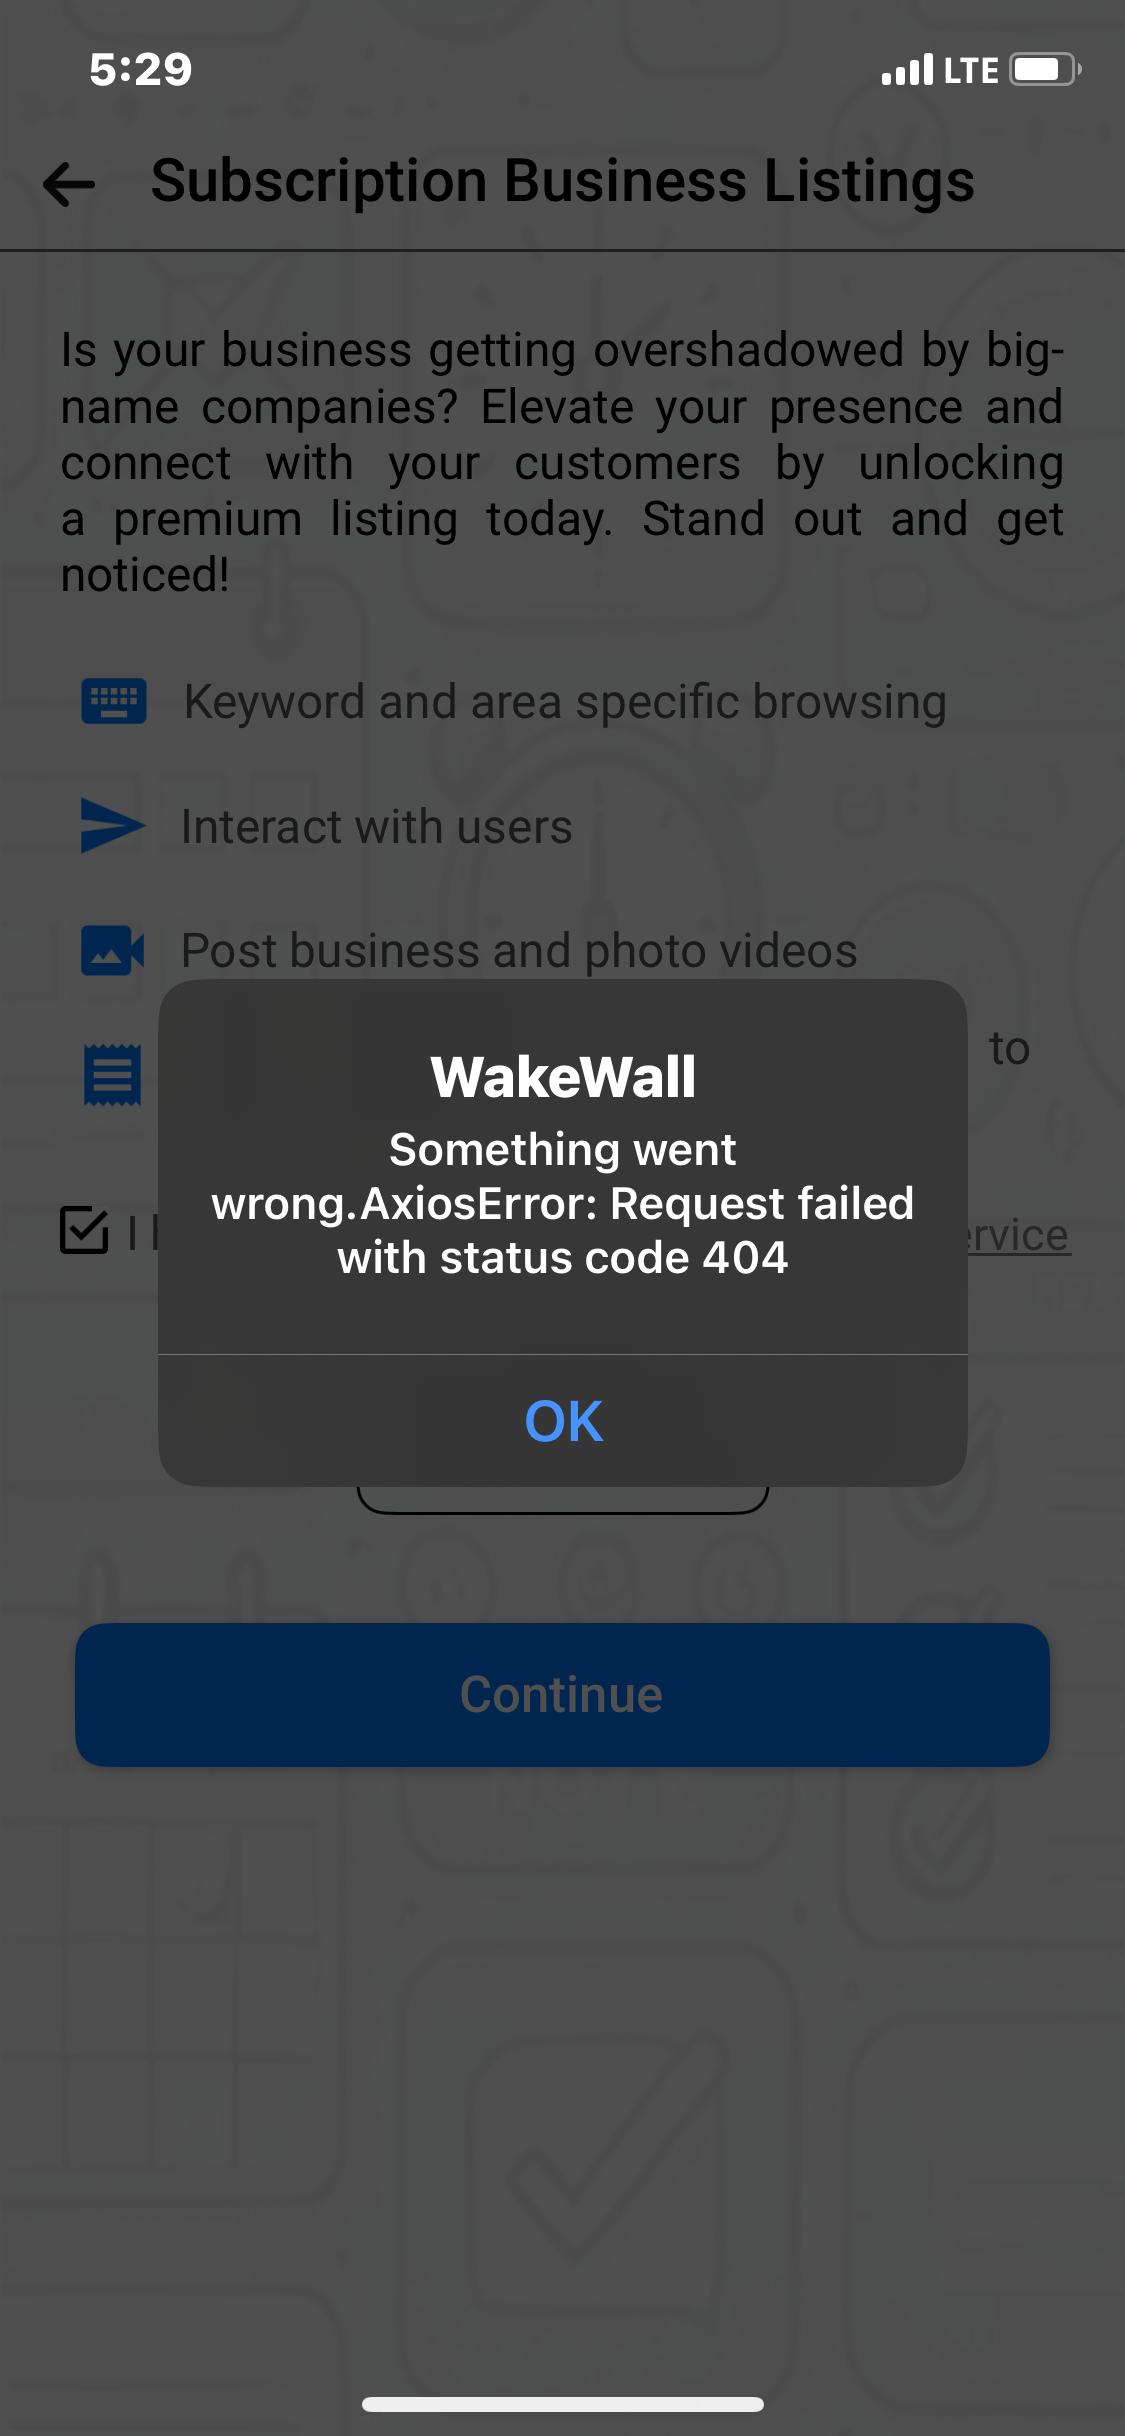 5:29
LTE
Subscription Business Listings
Is your business getting overshadowed by big-
name companies? Elevate your presence and
connect with your customers by unlocking
a premium listing today. Stand out and get
noticed!
Keyword and area specific browsing
Interact with users
Post business and photo videos
to
WakeWall
Something went
wrong.AxiosError: Request failed
with status code 404
I
ervice
OK
Continue